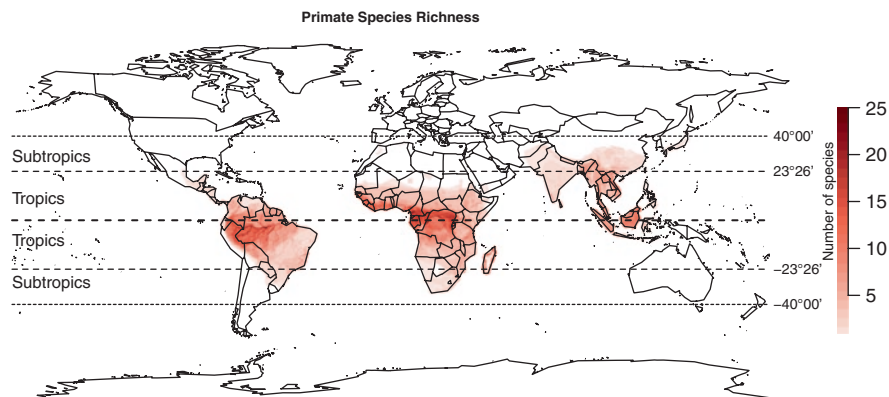 Primate Species Richness
Subtropics
Tropics
Tropics
Subtropics
40°00'
23°26'
−23°26'
−40°00'
Number of species
25
20
15
10
5